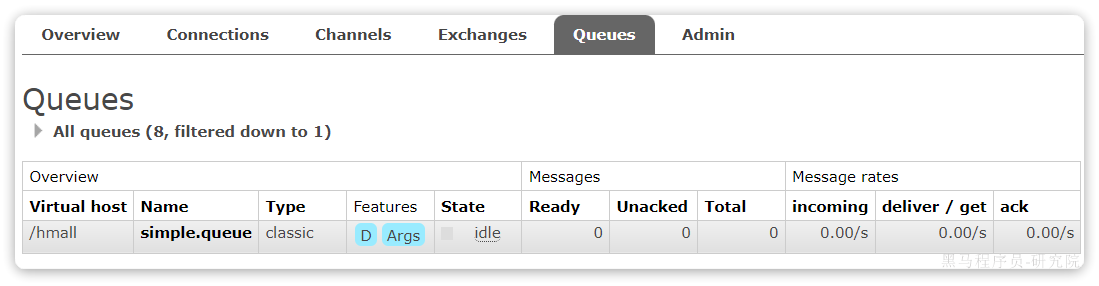 Overview Connections Channels Exchanges Queues Admin
Queues
All queues (8, filtered down to 1)
Overview Messages Message rates
Virtual host Name Type Features State Ready Unacked Total incoming deliver / get ack
/hmall simple.queue classic D Args idle 0 0 0 0.00/s 0.00/s 0.00/s
黑马程序员-研究院